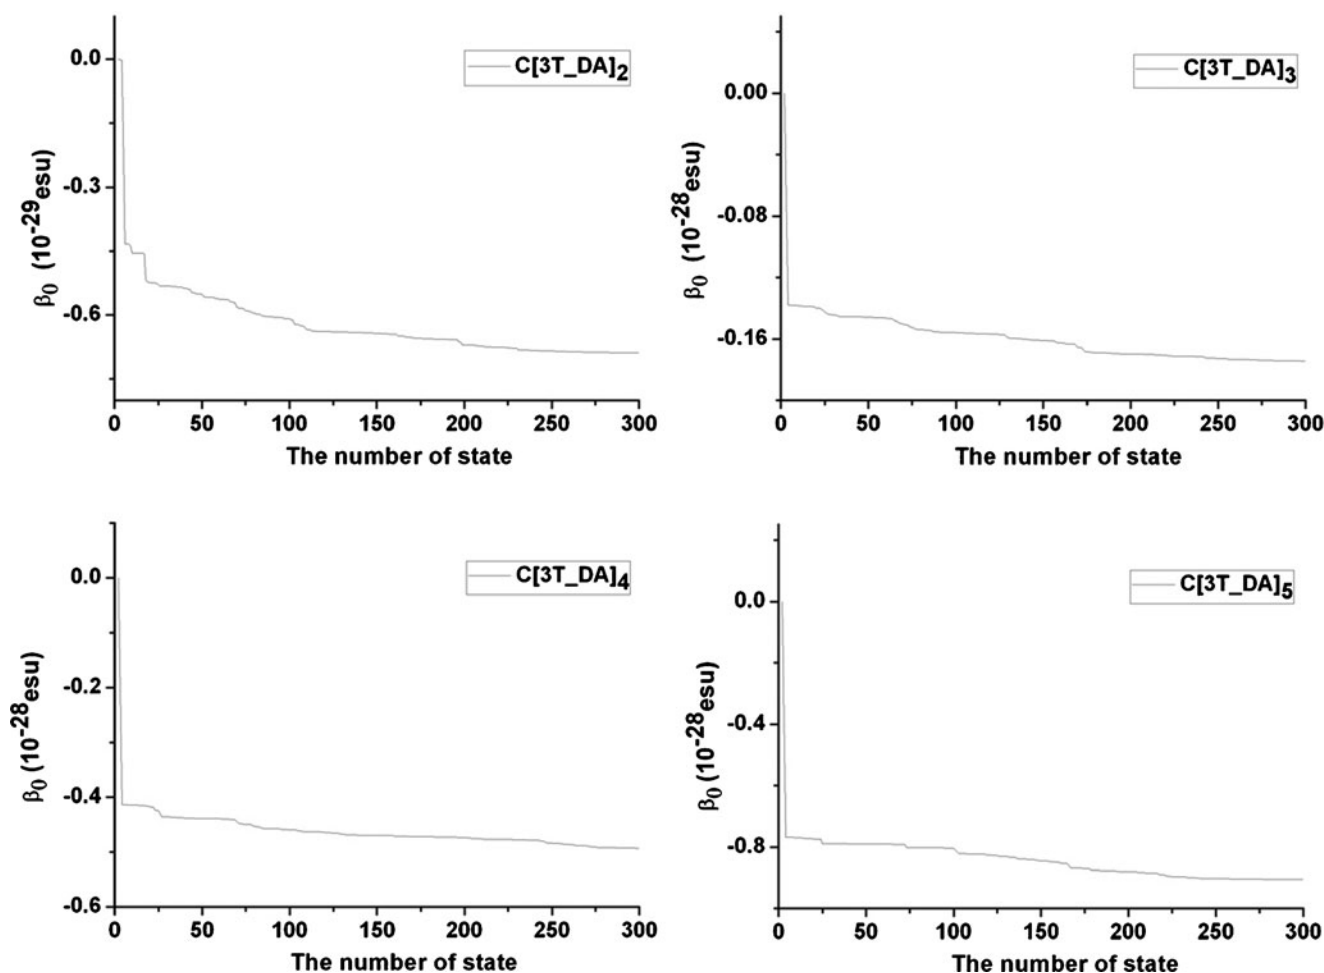 C[3T_DA]2
0.0
-0.3
-0.6
β0 (10-29esu)
0 50 100 150 200 250 300
The number of state
C[3T_DA]3
0.00
-0.08
-0.16
β0 (10-28esu)
0 50 100 150 200 250 300
The number of state
C[3T_DA]4
0.0
-0.2
-0.4
-0.6
β0 (10-28esu)
0 50 100 150 200 250 300
The number of state
C[3T_DA]5
0.0
-0.4
-0.8
β0 (10-28esu)
0 50 100 150 200 250 300
The number of state